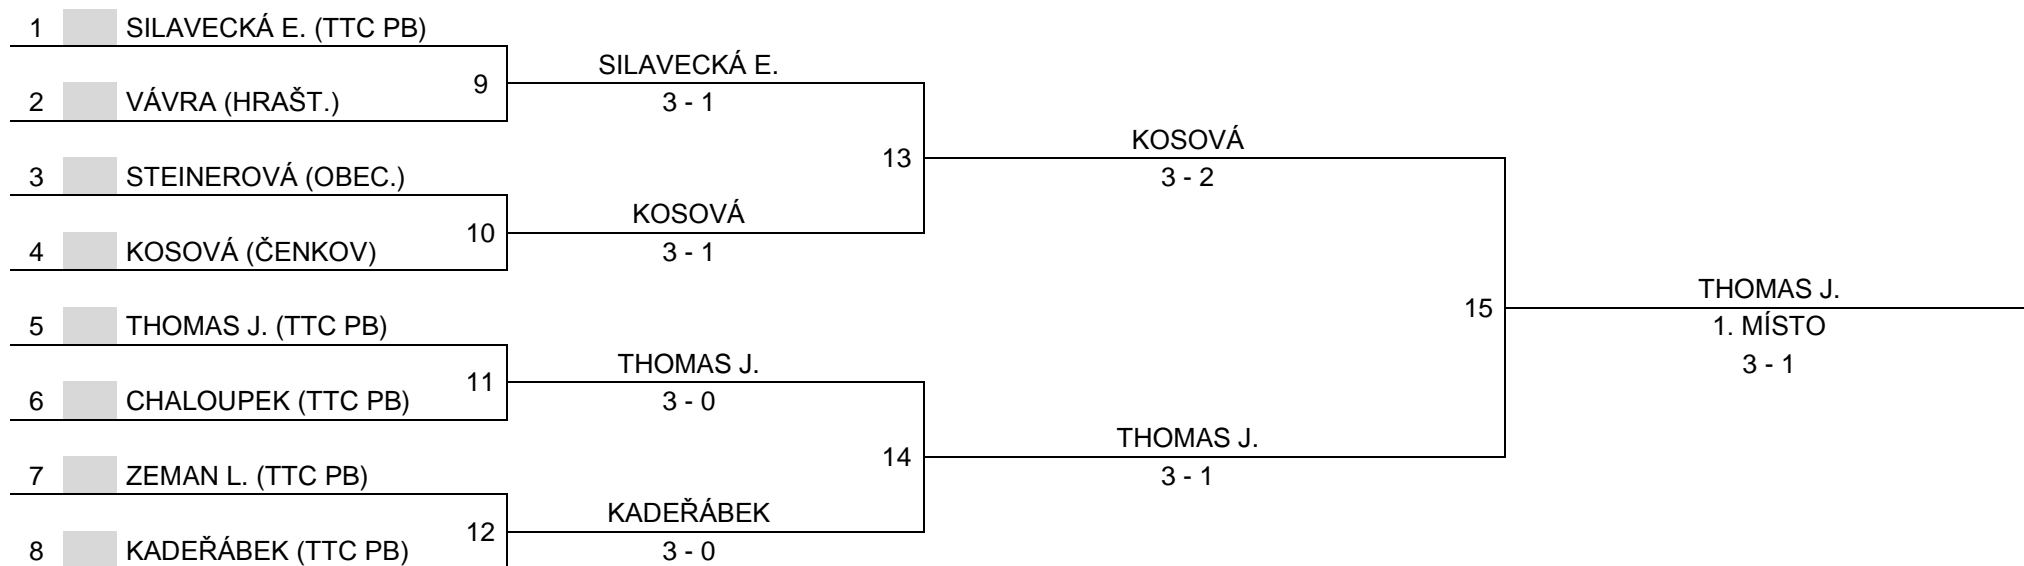 1 SILAVECKÁ E. (TTC PB)
SILAVECKÁ E.
9
2 VÁVRA (HRAŠT.)
3 - 1
KOSOVÁ
13
3 STEINEROVÁ (OBEC.)
3 - 2
KOSOVÁ
10
4 KOSOVÁ (ČENKOV)
3 - 1
THOMAS J.
15
5 THOMAS J. (TTC PB)
1. MÍSTO
THOMAS J.
3 - 1
11
6 CHALOUPEK (TTC PB)
3 - 0
THOMAS J.
14
7 ZEMAN L. (TTC PB)
3 - 1
KADEŘÁBEK
12
8 KADEŘÁBEK (TTC PB)
3 - 0